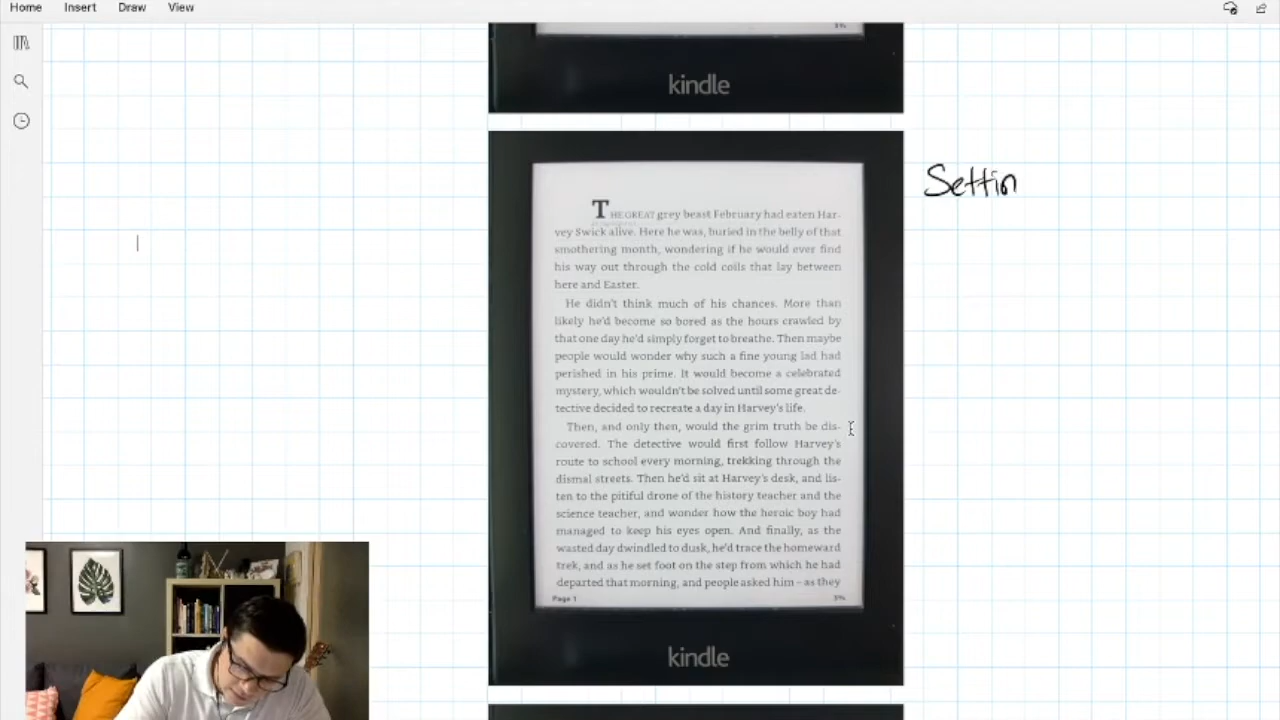 Home Insert Draw View
kindle
Settin
THE GREAT grey beast February had eaten Har-
vey Swick alive. Here he was, buried in the belly of that
smothering month, wondering if he would ever find
his way out through the cold coils that lay between
here and Easter.
He didn't think much of his chances. More than
likely he'd become so bored as the hours crawled by
that one day he'd simply forget to breathe. Then maybe
people would wonder why such a fine young lad had
perished in his prime. It would become a celebrated
mystery, which wouldn't be solved until some great de-
tective decided to recreate a day in Harvey's life.
Then, and only then, would the grim truth be dis-
covered. The detective would first follow Harvey's
route to school every morning, trekking through the
dismal streets. Then he'd sit at Harvey's desk, and lis-
ten to the pitiful drone of the history teacher and the
science teacher, and wonder how the heroic boy had
managed to keep his eyes open. And finally, as the
wasted day dwindled to dusk, he'd trace the homeward
trek, and as he set foot on the step from which he had
departed that morning, and people asked him – as they
Page 1
kindle